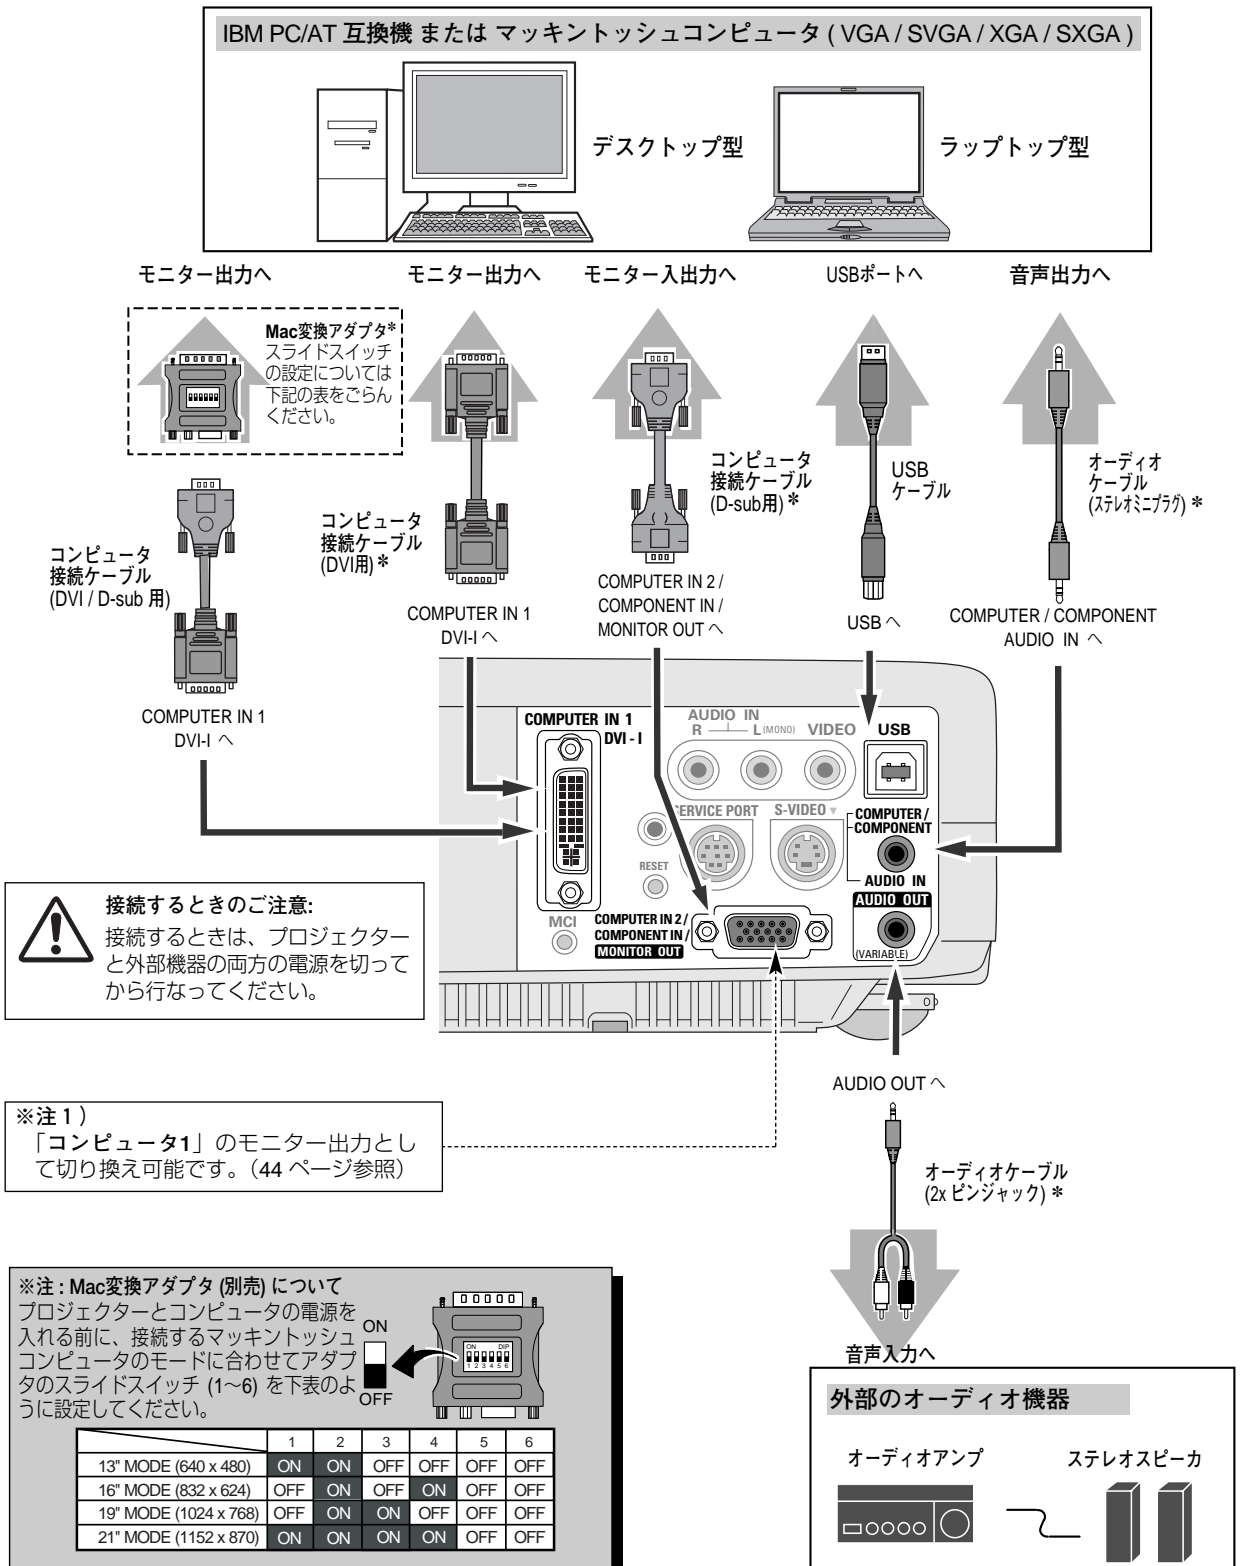 IBM PC/AT 互換機 または マッキントッシュコンピュータ ( VGA / SVGA / XGA / SXGA )
デスクトップ型
ラップトップ型
モニター出力へ
モニター出力へ
モニター入出力へ
USBポートへ
音声出力へ
Mac変換アダプタ*
スライドスイッチ
の設定については
下記の表をごらん
ください。
コンピュータ
接続ケーブル
(DVI / D-sub 用)
コンピュータ
接続ケーブル
(DVI用) *
コンピュータ
接続ケーブル
(D-sub用) *
USB
ケーブル
オーディオ
ケーブル
(ステレオミニプラグ) *
COMPUTER IN 1
DVI-I へ
COMPUTER IN 1
DVI-I へ
COMPUTER IN 2 /
COMPONENT IN /
MONITOR OUT へ
USB へ
COMPUTER / COMPONENT
AUDIO IN へ
COMPUTER IN 1
DVI - I
AUDIO IN
R L (MONO) VIDEO
USB
SERVICE PORT
S-VIDEO ▼
COMPUTER /
COMPONENT
AUDIO IN
RESET
MCI
COMPUTER IN 2 /
COMPONENT IN /
MONITOR OUT
AUDIO OUT
(VARIABLE)
接続するときのご注意:
接続するときは、プロジェクター
と外部機器の両方の電源を切って
から行なってください。
AUDIO OUT へ
※注 1 )
「コンピュータ1」のモニター出力とし
て切り換え可能です。(44 ページ参照)
オーディオケーブル
(2x ピンジャック) *
音声入力へ
※注 : Mac変換アダプタ (別売) について
プロジェクターとコンピュータの電源を
入れる前に、接続するマッキントッシュ
コンピュータのモードに合わせてアダプ
タのスライドスイッチ (1～6) を下表のよ
うに設定してください。
ON
OFF
ON DIP
1 2 3 4 5 6
1 2 3 4 5 6
13" MODE (640 x 480) ON ON OFF OFF OFF OFF
16" MODE (832 x 624) OFF ON OFF ON OFF OFF
19" MODE (1024 x 768) OFF ON ON OFF OFF OFF
21" MODE (1152 x 870) ON ON ON ON OFF OFF
外部のオーディオ機器
オーディオアンプ
ステレオスピーカ